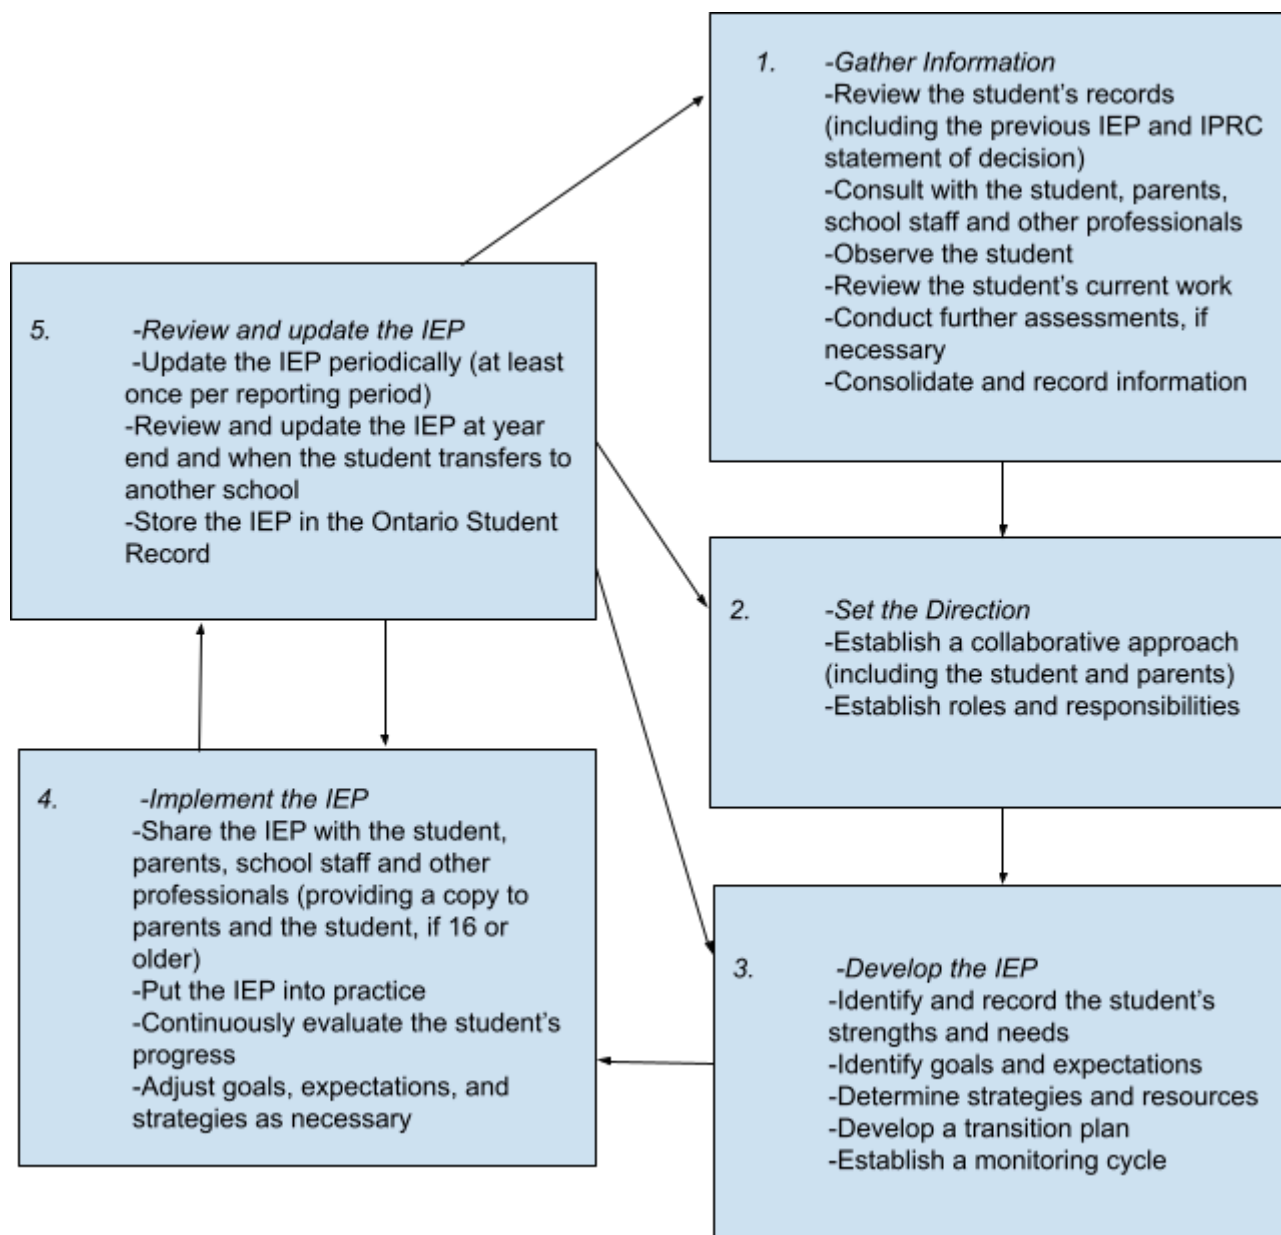 1. -Gather Information
-Review the student's records
(including the previous IEP and IPRC
statement of decision)
-Consult with the student, parents,
school staff and other professionals
-Observe the student
-Review the student's current work
-Conduct further assessments, if
necessary
-Consolidate and record information
2. -Set the Direction
-Establish a collaborative approach
(including the student and parents)
-Establish roles and responsibilities
3. -Develop the IEP
-Identify and record the student's
strengths and needs
-Identify goals and expectations
-Determine strategies and resources
-Develop a transition plan
-Establish a monitoring cycle
4. -Implement the IEP
-Share the IEP with the student,
parents, school staff and other
professionals (providing a copy to
parents and the student, if 16 or
older)
-Put the IEP into practice
-Continuously evaluate the student's
progress
-Adjust goals, expectations, and
strategies as necessary
5. -Review and update the IEP
-Update the IEP periodically (at least
once per reporting period)
-Review and update the IEP at year
end and when the student transfers to
another school
-Store the IEP in the Ontario Student
Record